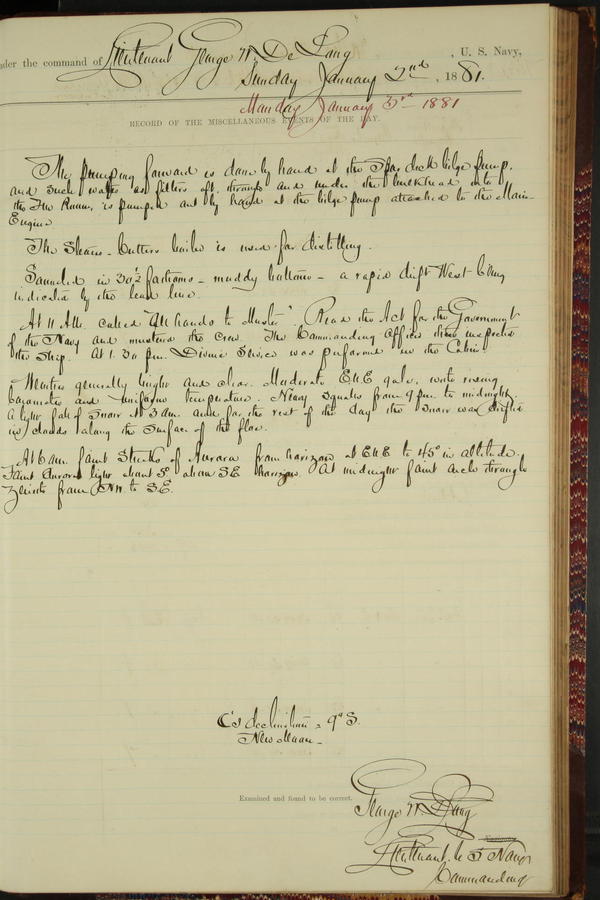 under the command of Lieutenant George W. De Long , U. S. Navy,
Sunday January 2nd , 1881.
Monday January 3rd 1881
RECORD OF THE MISCELLANEOUS EVENTS OF THE DAY.
The pumping forward is done by hand at the Spar deck bilge pump,
and such water as filters aft through and under the bulkhead into
the Fire Room, is pumped out by hand at the bilge pump attached to the Main
Engine
The Steam-Cutters boiler is used for distilling.
Sounded in 30½ fathoms - muddy bottom - a rapid drift West being
indicated by the lead line.
At 11 A.M. called "All hands to Muster". Read the Act for the Government
of the Navy and mustered the Crew. The Commanding Officer then inspected
the Ship. At 1.30 p.m. Divine Service was performed in the Cabin.
Weather generally bright and clear. Moderate ENE gale, with rising
barometer and uniform temperature. Heavy squalls from 9 p.m. to midnight.
A light fall of snow at 3 am. and for the rest of the day the snow was drifted
in clouds along the surface of the floe.
At 6 am. faint streaks of Aurora from horizon at ENE to 45° in altitude.
Faint Auroral light about 5° above SE horizon. At midnight faint arch through
Zenith from NW to SE.
☾'s declination = 9° S.
New Moon -
Examined and found to be correct.
George W. De Long
Lieutenant. U S Navy
Commanding